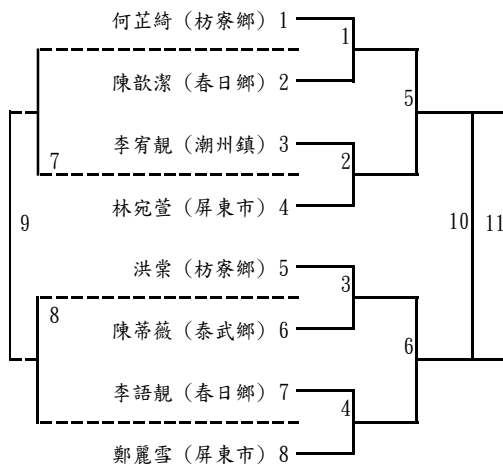 何芷綺（枋寮鄉）1
1
陳歆潔（春日鄉）2
5
李宥靚（潮州鎮）3
7
2
林宛萱（屏東市）4
9
10
11
洪棠（枋寮鄉）5
3
8
陳蒂薇（泰武鄉）6
6
李語靚（春日鄉）7
4
鄭麗雪（屏東市）8